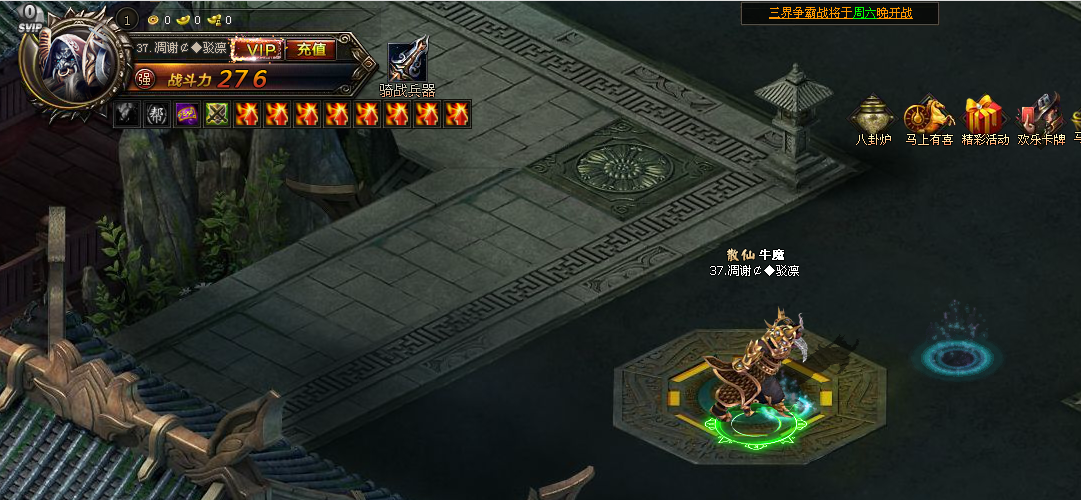 0
SVIP
1 0 0 0
37.凋谢¢◆驳凛 VIP 充值
强 战斗力 276
帮
骑战兵器
三界争霸战将于周六晚开战
八卦炉 马上有喜 精彩活动 欢乐卡牌 马
散仙 牛魔
37.凋谢¢◆驳凛